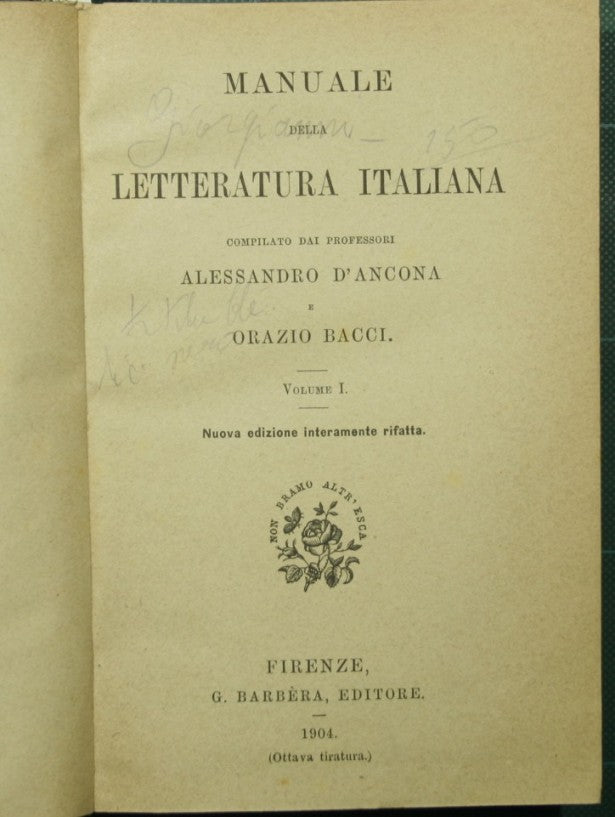 MANUALE
DELLA
LETTERATURA ITALIANA
COMPILATO DAI PROFESSORI
ALESSANDRO D'ANCONA
E
ORAZIO BACCI.
VOLUME I.
Nuova edizione interamente rifatta.
NON BRAMO ALTR' ESCA
FIRENZE,
G. BARBÈRA, EDITORE.
1904.
(Ottava tiratura.)